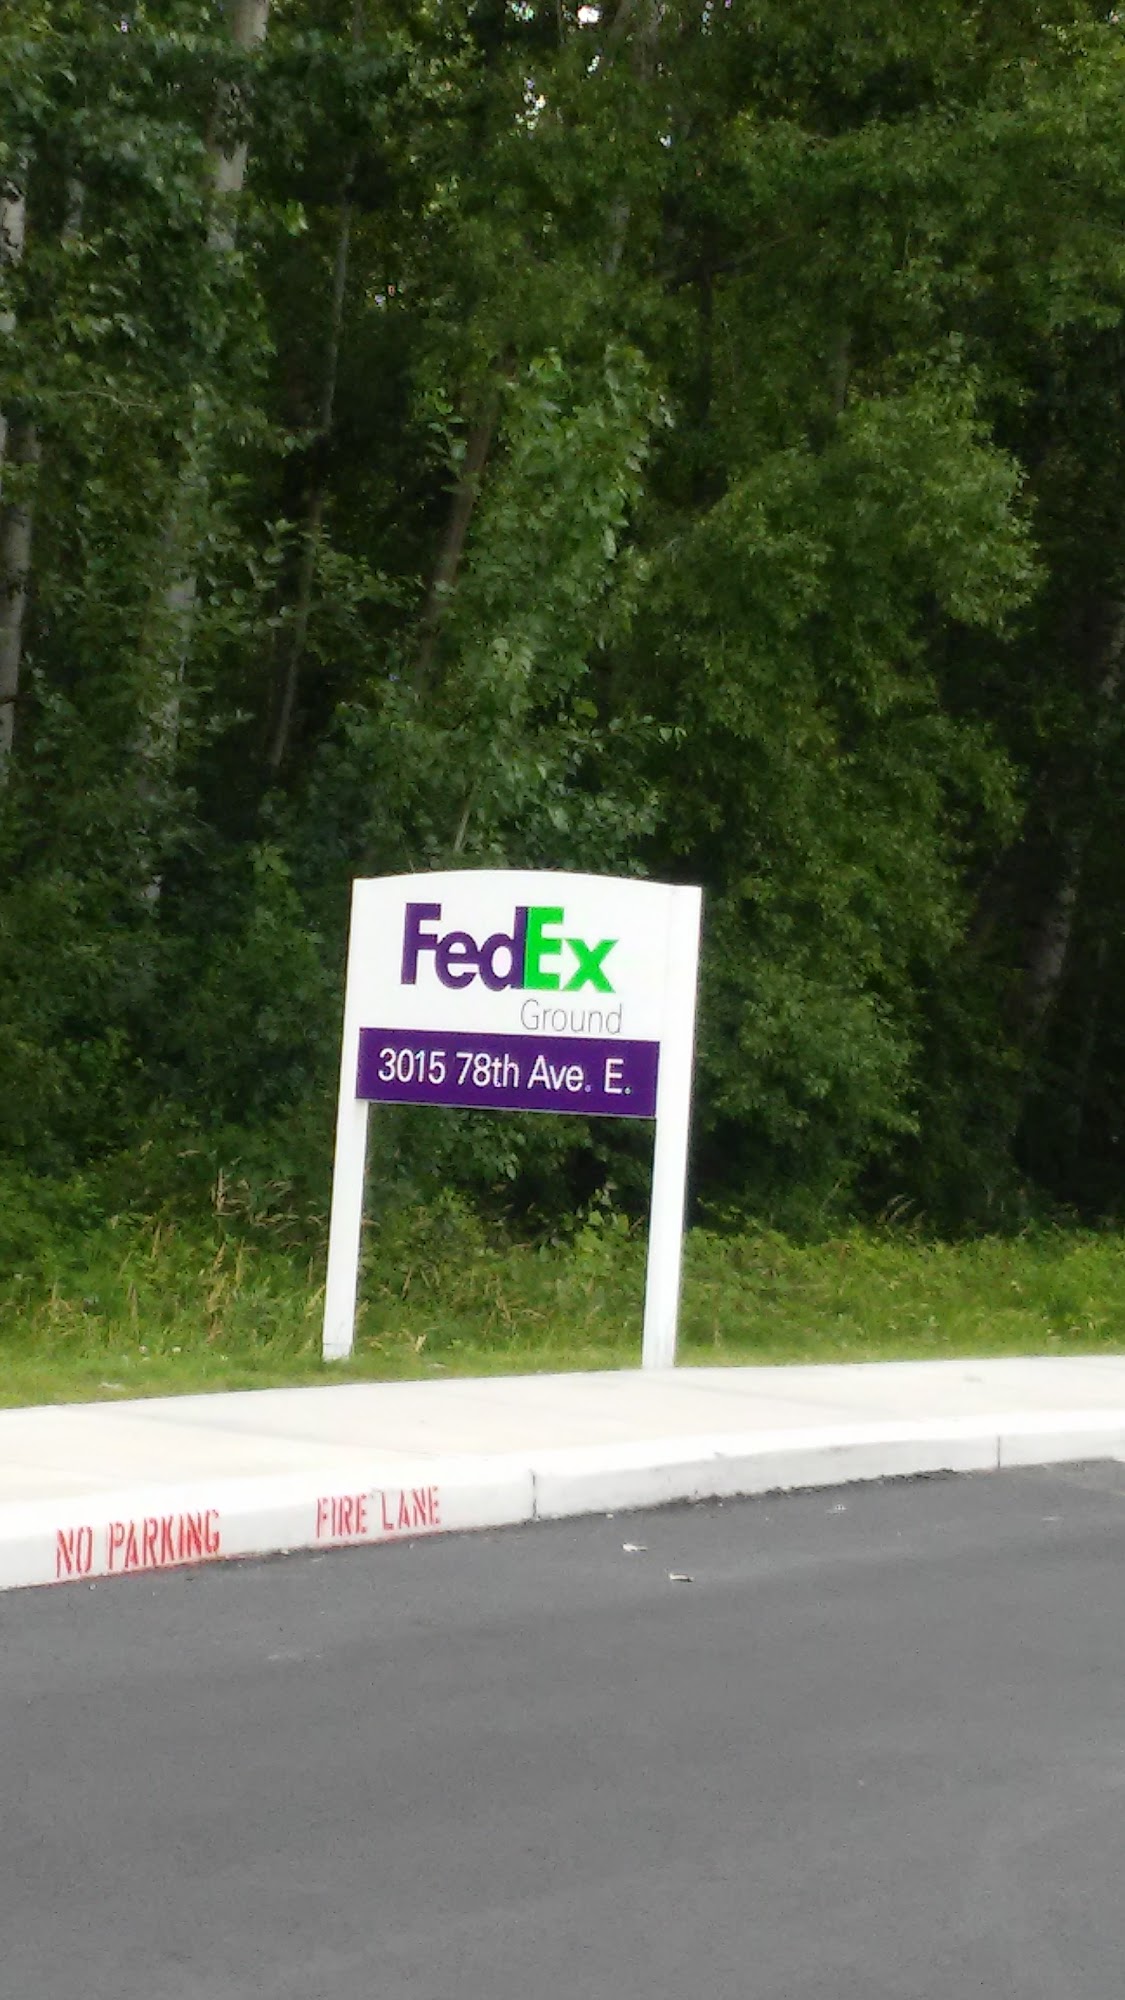 FedEx
Ground
3015 78th Ave. E.
NO PARKING FIRE LANE